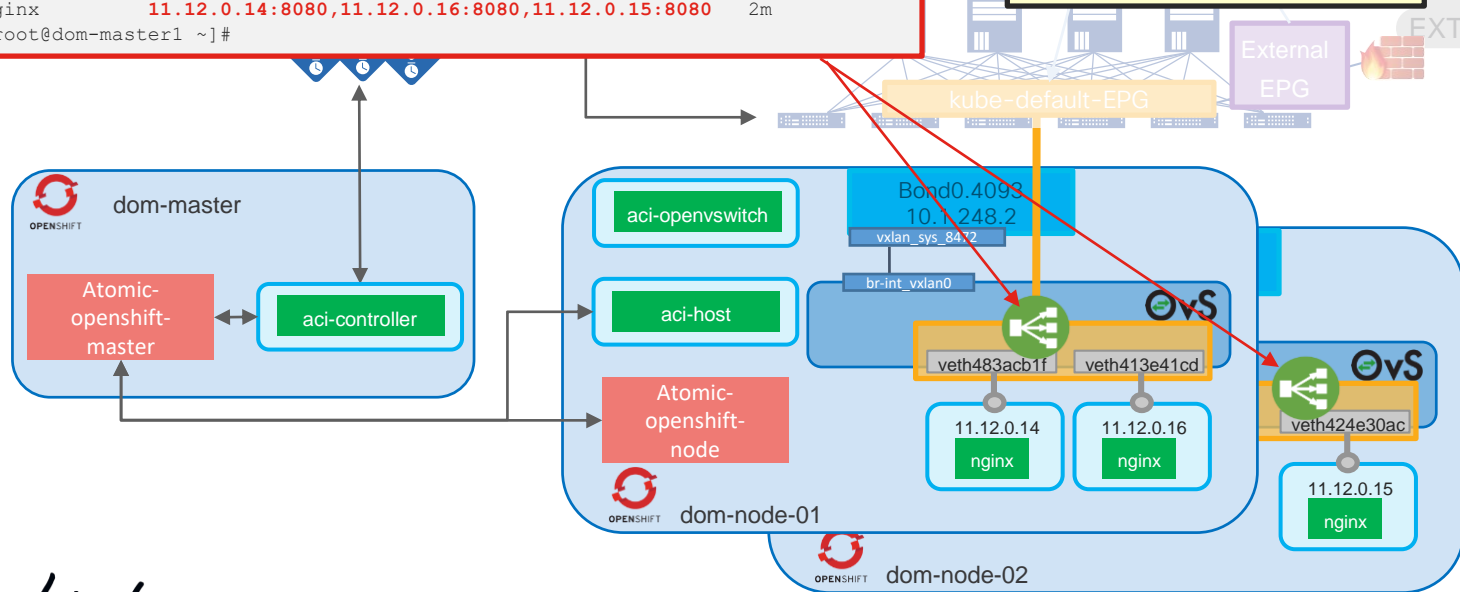 ginx 11.12.0.14:8080,11.12.0.16:8080,11.12.0.15:8080 2m
root@dom-master1 ~]#
EXT
External
EPG
kube-default-EPG
OPENSHIFT
dom-master
Atomic-
openshift-
master
aci-controller
aci-openvswitch
aci-host
Atomic-
openshift-
node
OPENSHIFT
dom-node-01
Bond0.4093
10.1.248.2
vxlan_sys_8472
br-int_vxlan0
OvS
veth483acb1f
veth413e41cd
11.12.0.14
nginx
11.12.0.16
nginx
OvS
veth424e30ac
11.12.0.15
nginx
OPENSHIFT
dom-node-02